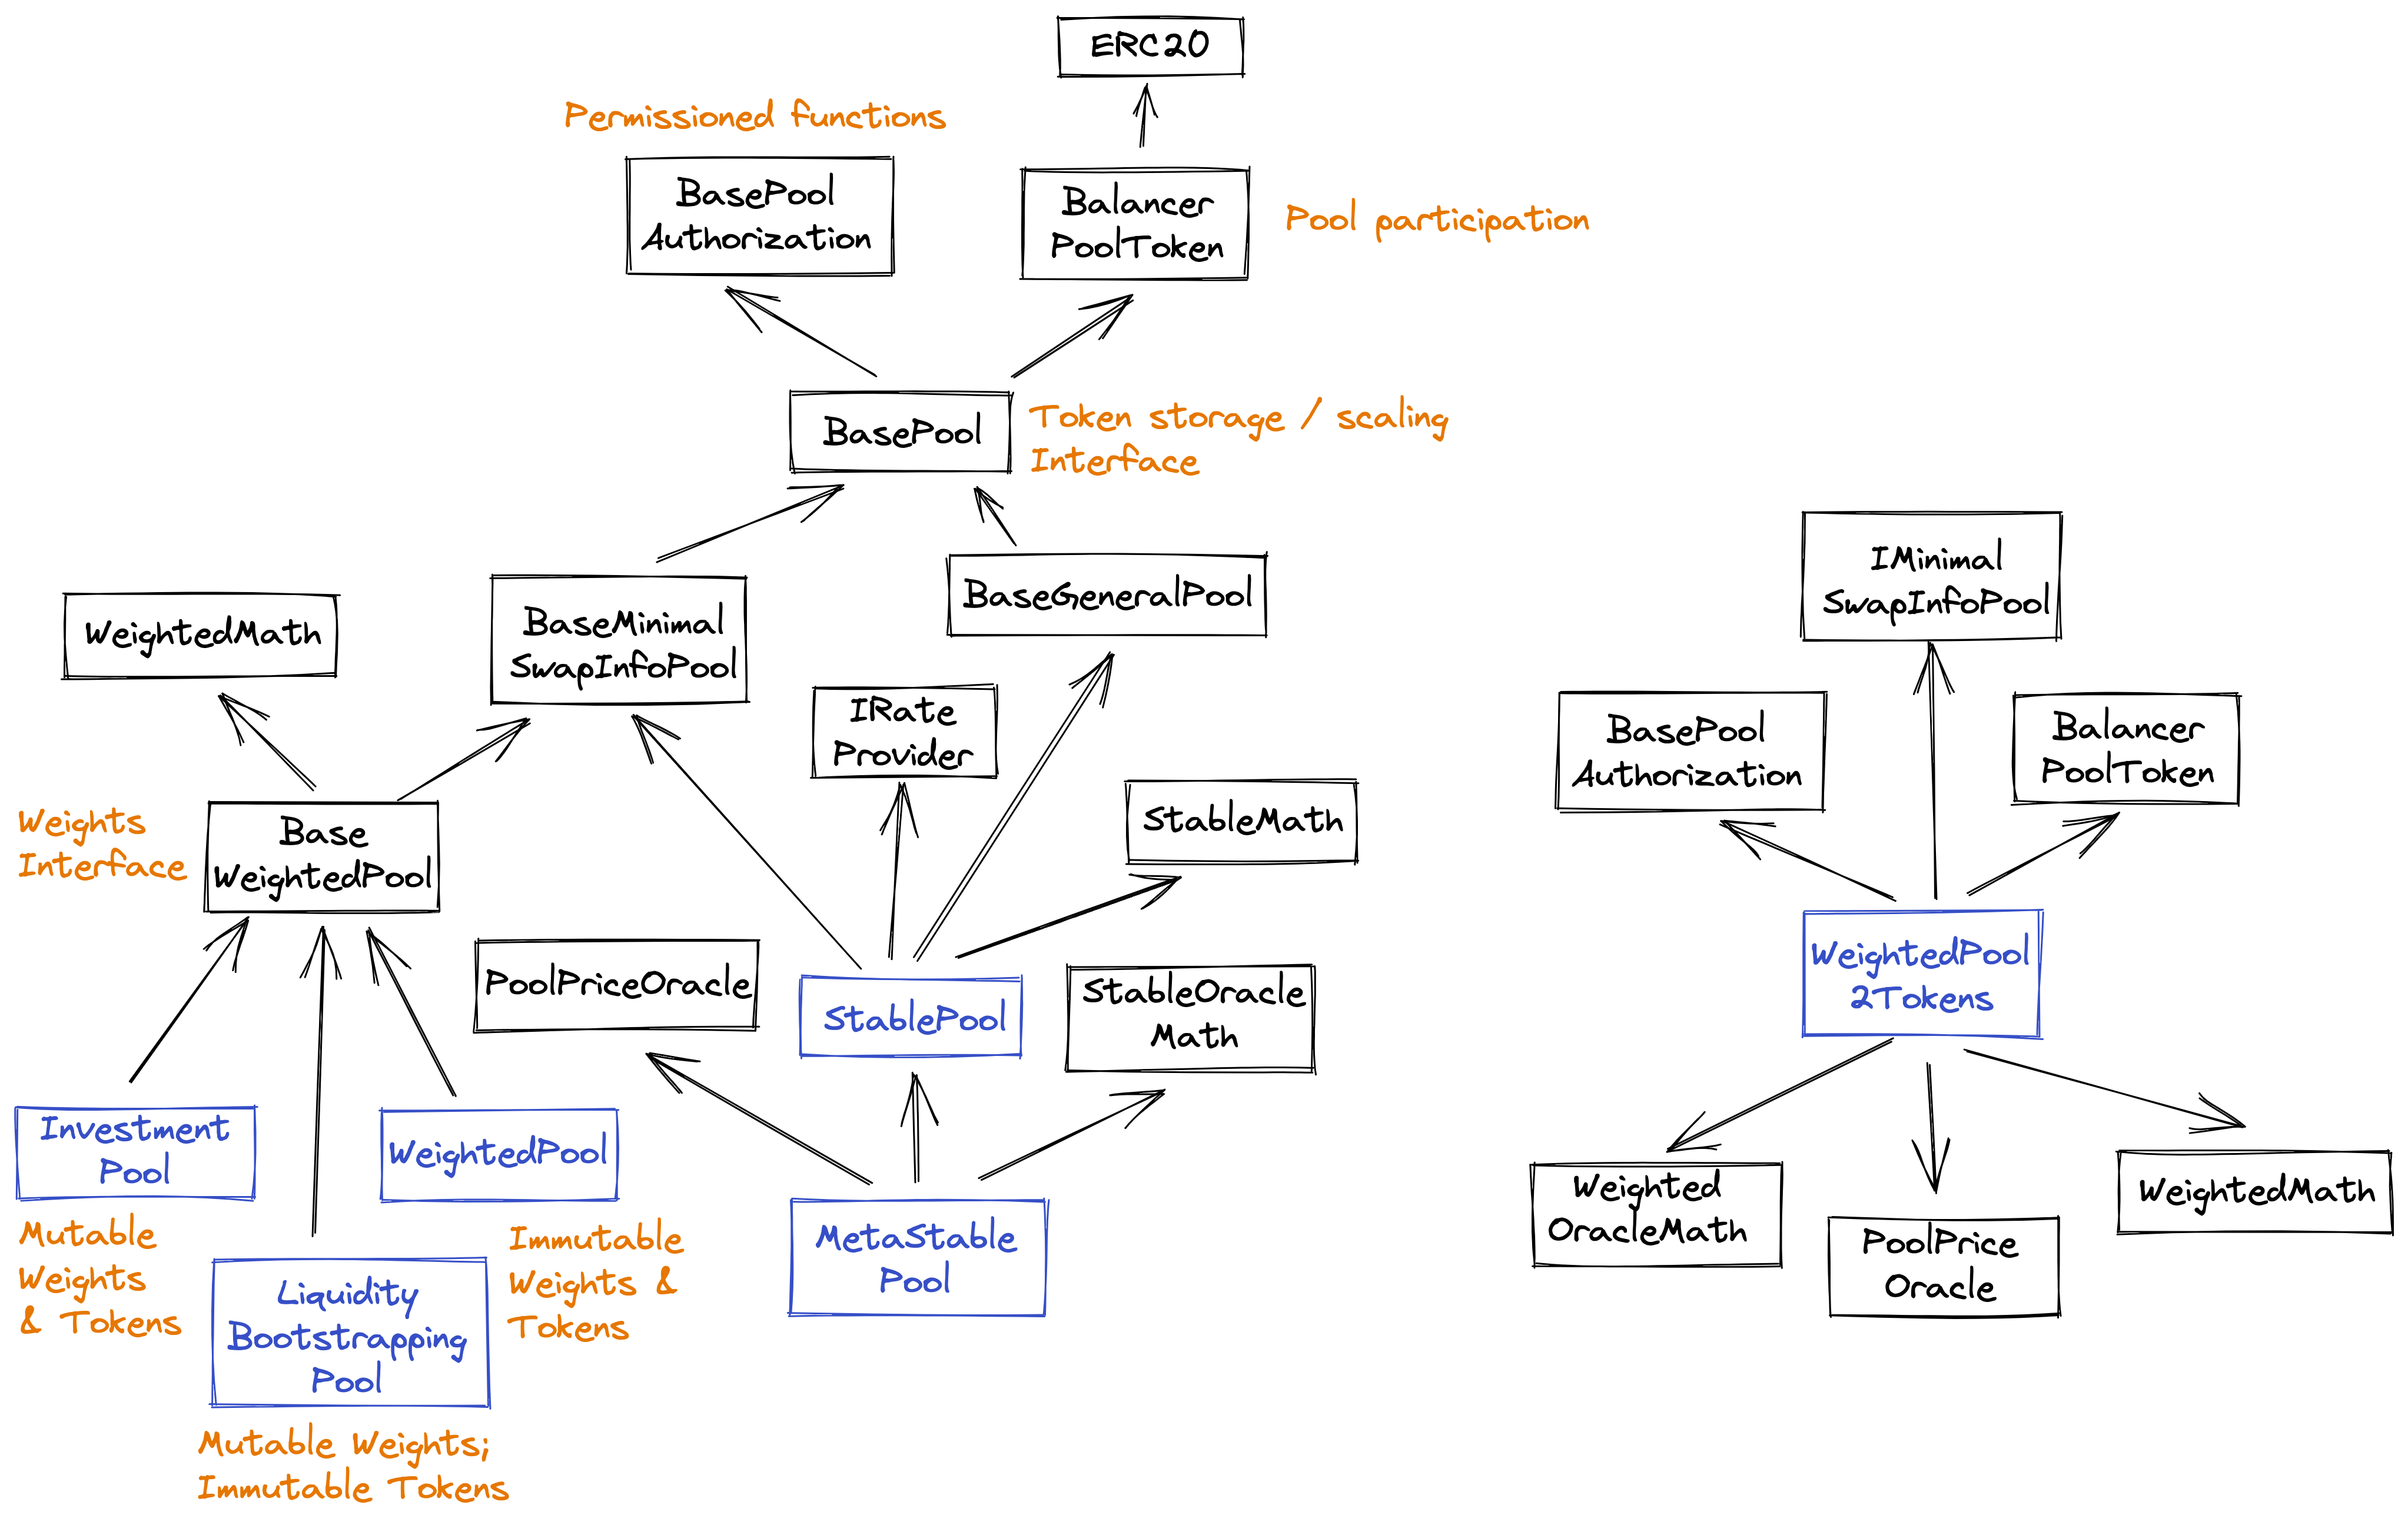 ERC20
Permissioned functions
BasePool
Authorization
Balancer
PoolToken
Pool participation
BasePool
Token storage / scaling
Interface
WeightedMath
BaseMinimal
SwapInfoPool
BaseGeneralPool
IRate
Provider
StableMath
Weights
Interface
Base
WeightedPool
PoolPriceOracle
StablePool
StableOracle
Math
Investment
Pool
Mutable
Weights
& Tokens
WeightedPool
Immutable
Weights &
Tokens
Liquidity
Bootstrapping
Pool
Mutable Weights;
Immutable Tokens
MetaStable
Pool
IMinimal
SwapInfoPool
BasePool
Authorization
Balancer
PoolToken
WeightedPool
2Tokens
Weighted
OracleMath
PoolPrice
Oracle
WeightedMath